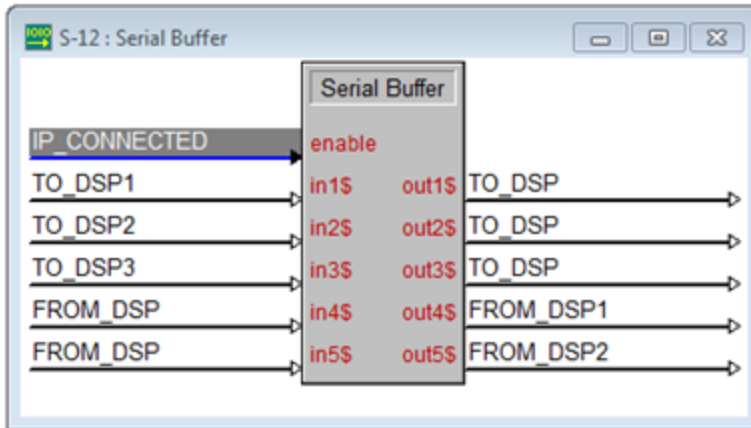 S-12 : Serial Buffer
Serial Buffer
IP_CONNECTED enable
TO_DSP1 in1$ out1$ TO_DSP
TO_DSP2 in2$ out2$ TO_DSP
TO_DSP3 in3$ out3$ TO_DSP
FROM_DSP in4$ out4$ FROM_DSP1
FROM_DSP in5$ out5$ FROM_DSP2